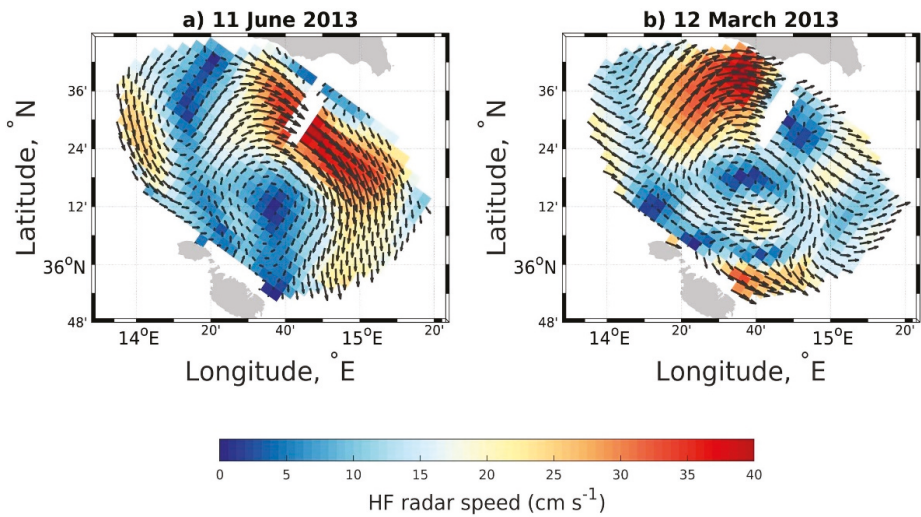 a) 11 June 2013
b) 12 March 2013
Latitude, °N
36'
24'
12'
36°N
48'
14°E
20'
40'
15°E
20'
Longitude, °E
Latitude, °N
36'
24'
12'
36°N
48'
14°E
20'
40'
15°E
20'
Longitude, °E
0 5 10 15 20 25 30 35 40
HF radar speed (cm s⁻¹)